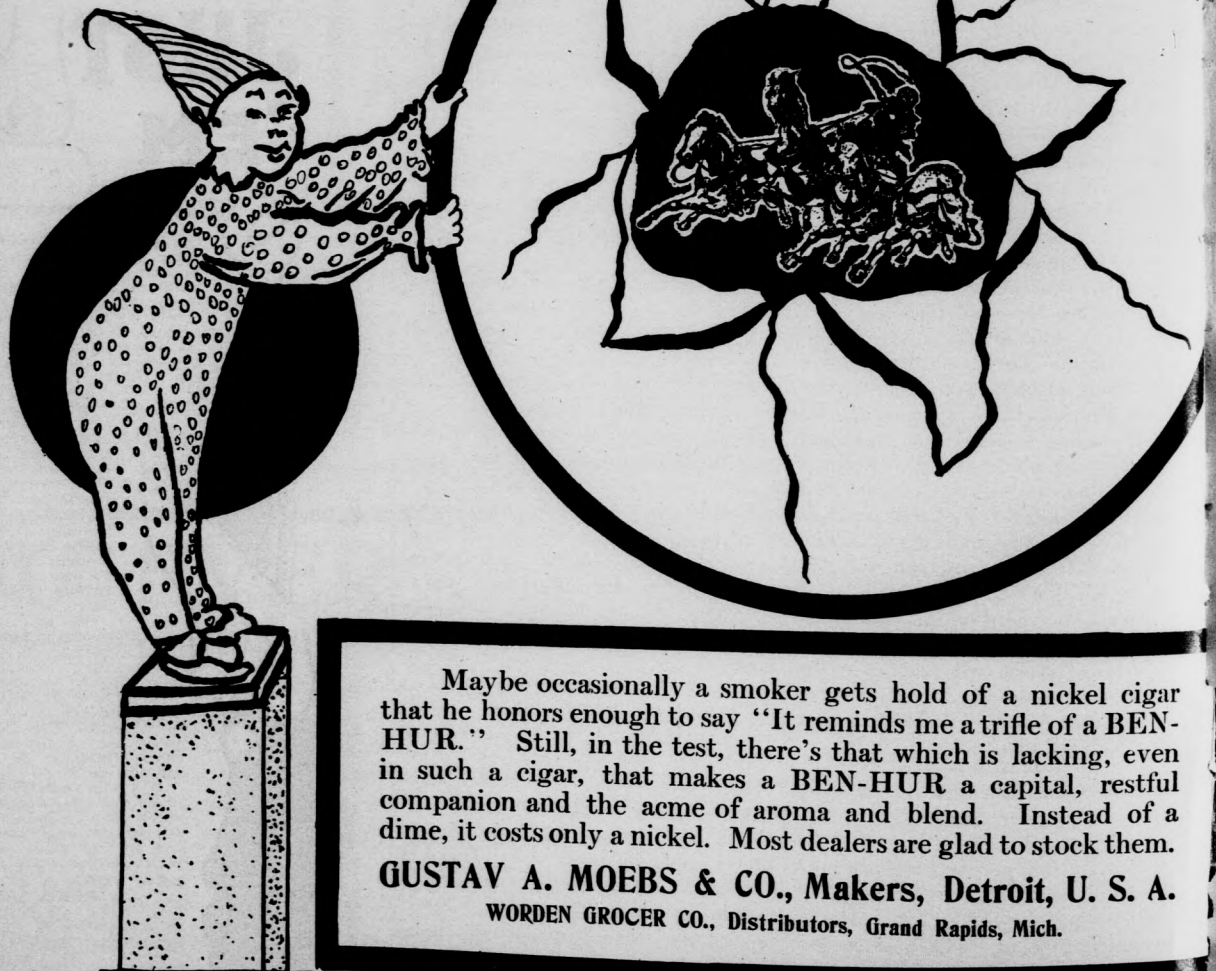 Maybe occasionally a smoker gets hold of a nickel cigar
that he honors enough to say “It reminds me a trifle of a BEN-
HUR.” Still, in the test, there’s that which is lacking, even
in such a cigar, that makes a BEN-HUR a capital, restful
companion and the acme of aroma and blend. Instead of a
dime, it costs only a nickel. Most dealers are glad to stock them.
GUSTAV A. MOEBS & CO., Makers, Detroit, U. S. A.
WORDEN GROCER CO., Distributors, Grand Rapids, Mich.